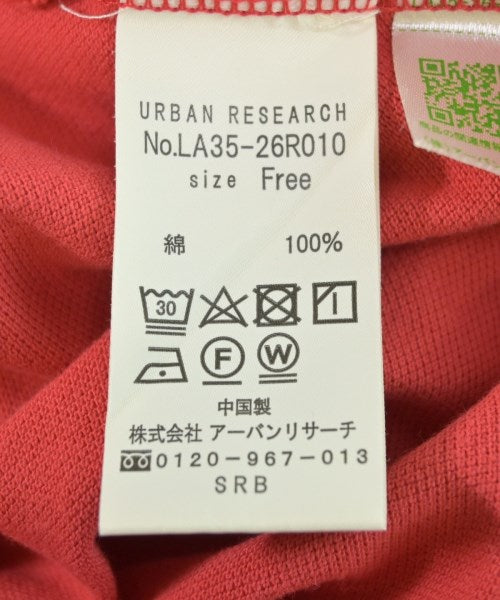 URBAN RESEARCH
No.LA35-26R010
size Free
綿 100%
30
F W
中国製
株式会社 アーバンリサーチ
0120-967-013
SRB